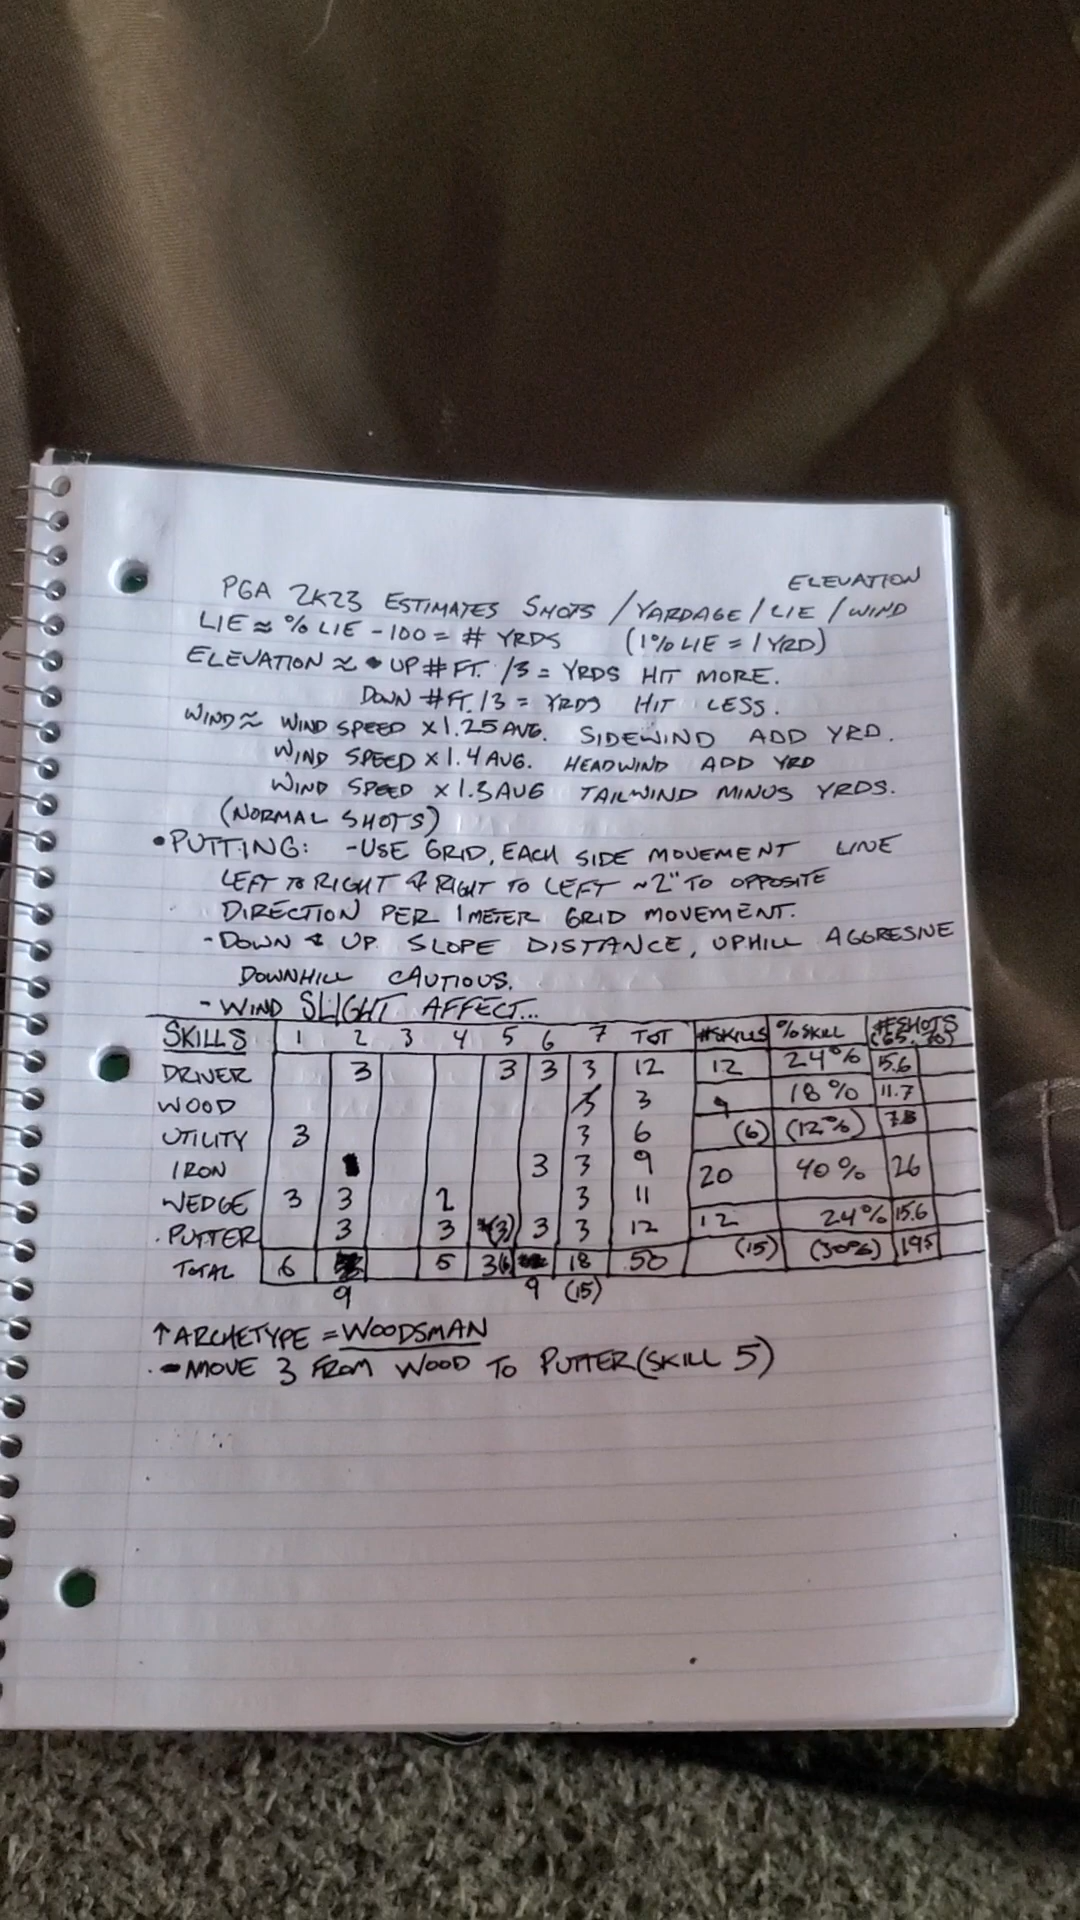 ELEVATION
PGA 2K23 ESTIMATES SHOTS / YARDAGE / LIE / WIND
LIE ≈ % LIE - 100 = # YRDS (1% LIE = 1 YRD)
ELEVATION ≈ • UP # FT. /3 = YRDS HIT MORE.
DOWN # FT. /3 = YRDS HIT LESS.
WIND ≈ WIND SPEED X 1.25 AVG. SIDEWIND ADD YRD.
WIND SPEED X 1.4 AVG. HEADWIND ADD YRD
WIND SPEED X 1.3 AVG TAILWIND MINUS YRDS.
(NORMAL SHOTS)
• PUTTING: - USE GRID, EACH SIDE MOVEMENT LINE
LEFT TO RIGHT & RIGHT TO LEFT ~2" TO OPPOSITE
DIRECTION PER 1 METER GRID MOVEMENT.
- DOWN & UP SLOPE DISTANCE, UPHILL AGGRESIVE
DOWNHILL CAUTIOUS.
- WIND SLIGHT AFFECT...
SKILLS 1 2 3 4 5 6 7 TOT #SKILLS %SKILL #SHOTS
DRIVER 3 3 3 3 12 12 24% 5.6
WOOD 3 3 9 18% 11.7
UTILITY 3 3 6 (6) (12%) 7.8
IRON 3 3 9 20 40% 26
WEDGE 3 3 2 3 11
PUTTER 3 3 (3) 3 3 12 12 24% 15.6
TOTAL 6 5 18 50 (15) (30%) 19.5
9 9 (15)
↑ ARCHETYPE = WOODSMAN
- MOVE 3 FROM WOOD TO PUTTER (SKILL 5)